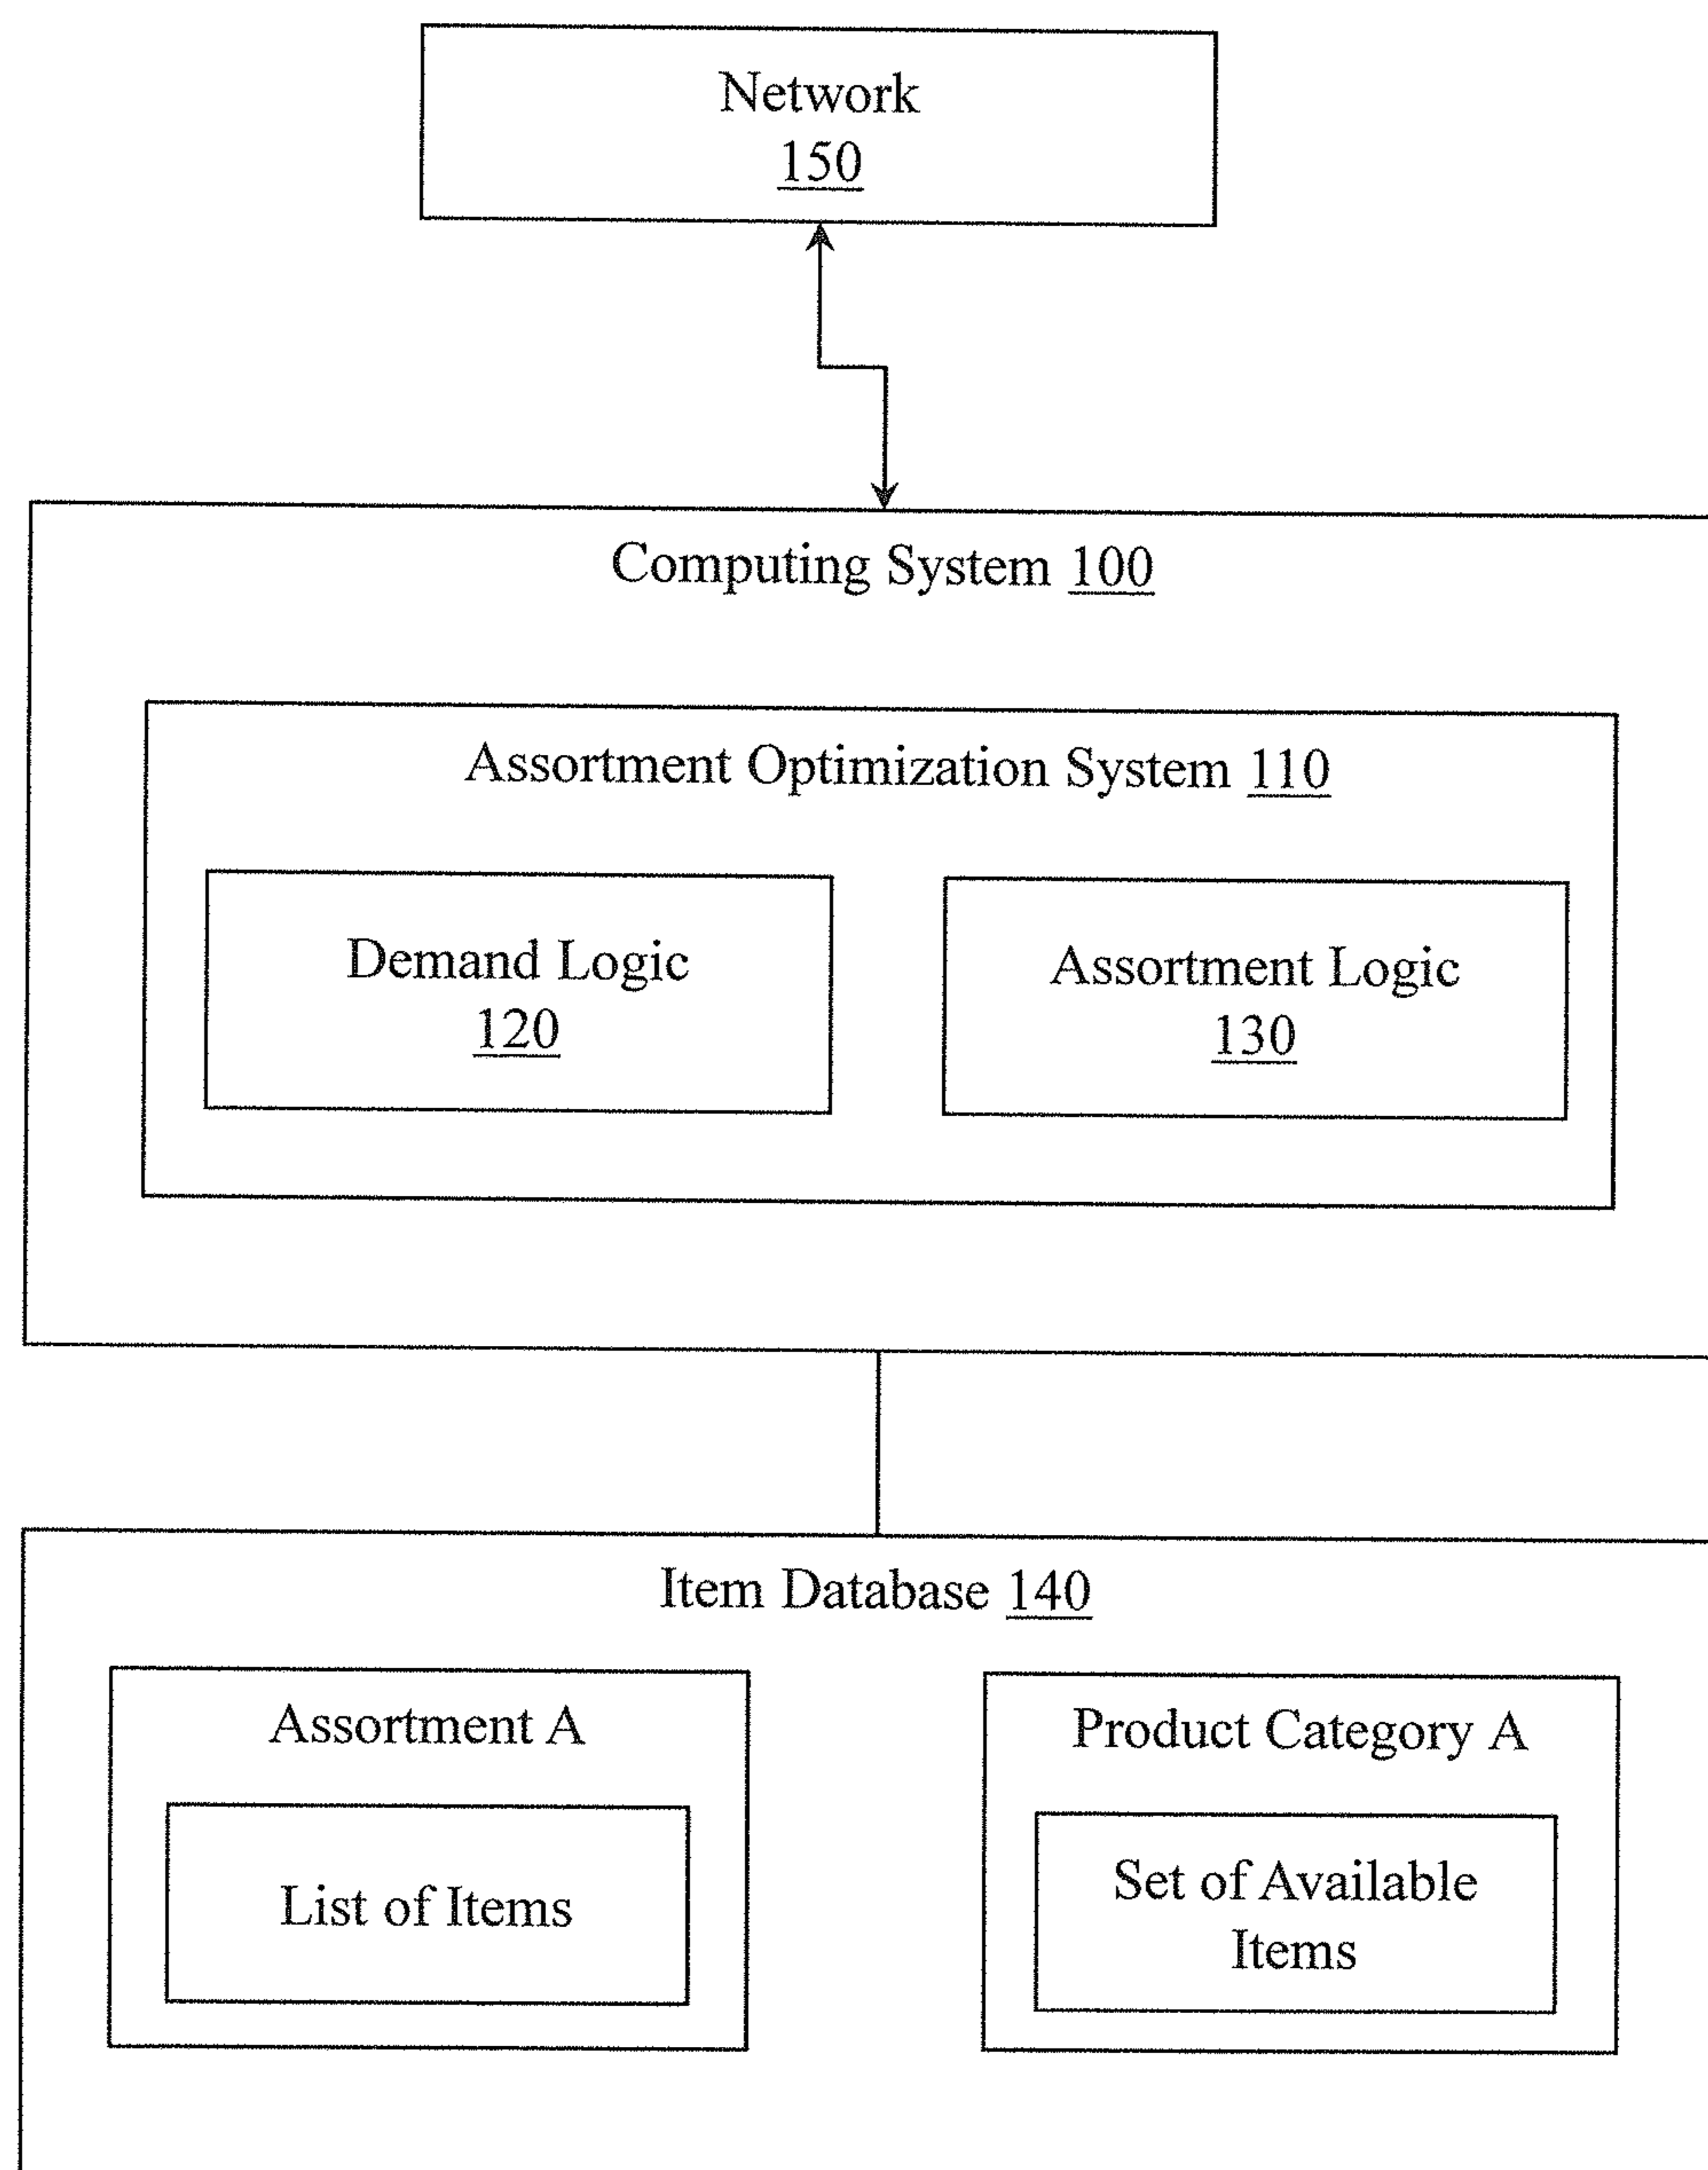 Network
150
Computing System 100
Assortment Optimization System 110
Demand Logic
120
Assortment Logic
130
Item Database 140
Assortment A
List of Items
Product Category A
Set of Available
Items